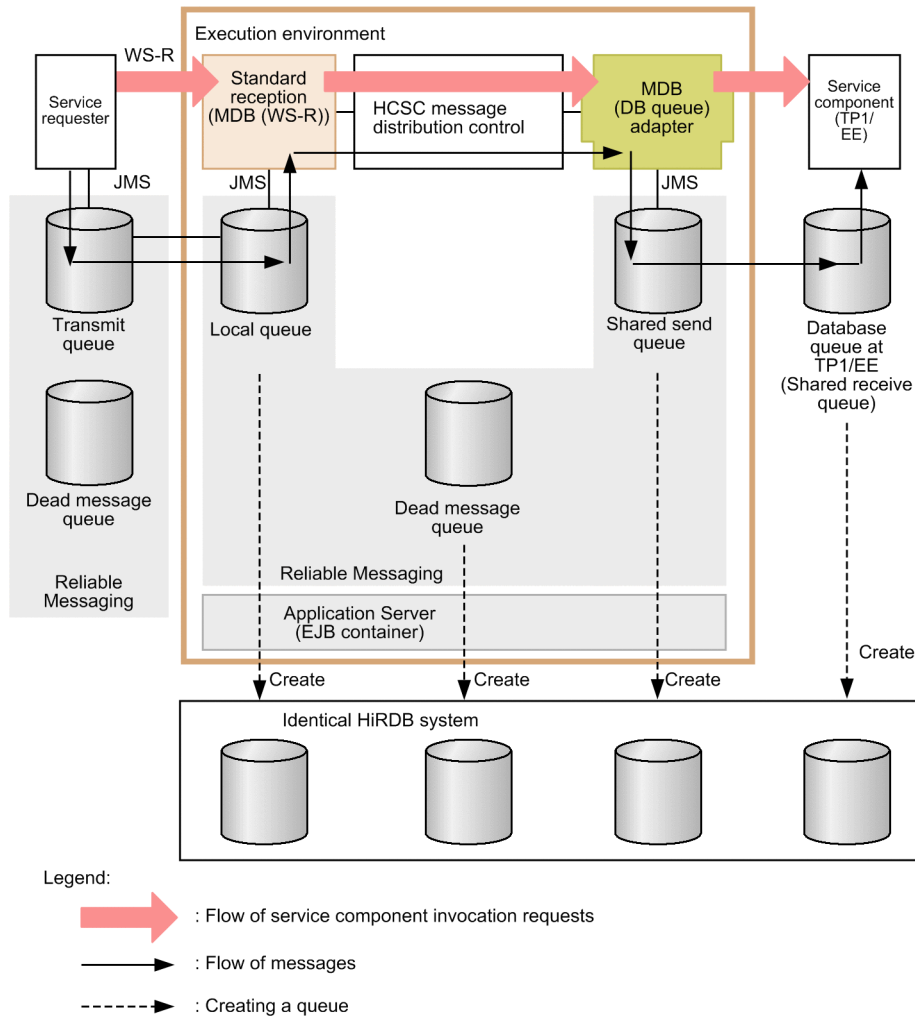 Execution environment
WS-R
Service
requester
Standard
reception
(MDB (WS-R))
HCSC message
distribution control
MDB
(DB queue)
adapter
Service
component
(TP1/
EE)
JMS
JMS
JMS
Transmit
queue
Local queue
Shared send
queue
Database
queue at
TP1/EE
(Shared receive
queue)
Dead message
queue
Dead message
queue
Reliable
Messaging
Reliable Messaging
Application Server
(EJB container)
Create
Create
Create
Create
Identical HiRDB system
Legend:
: Flow of service component invocation requests
: Flow of messages
: Creating a queue